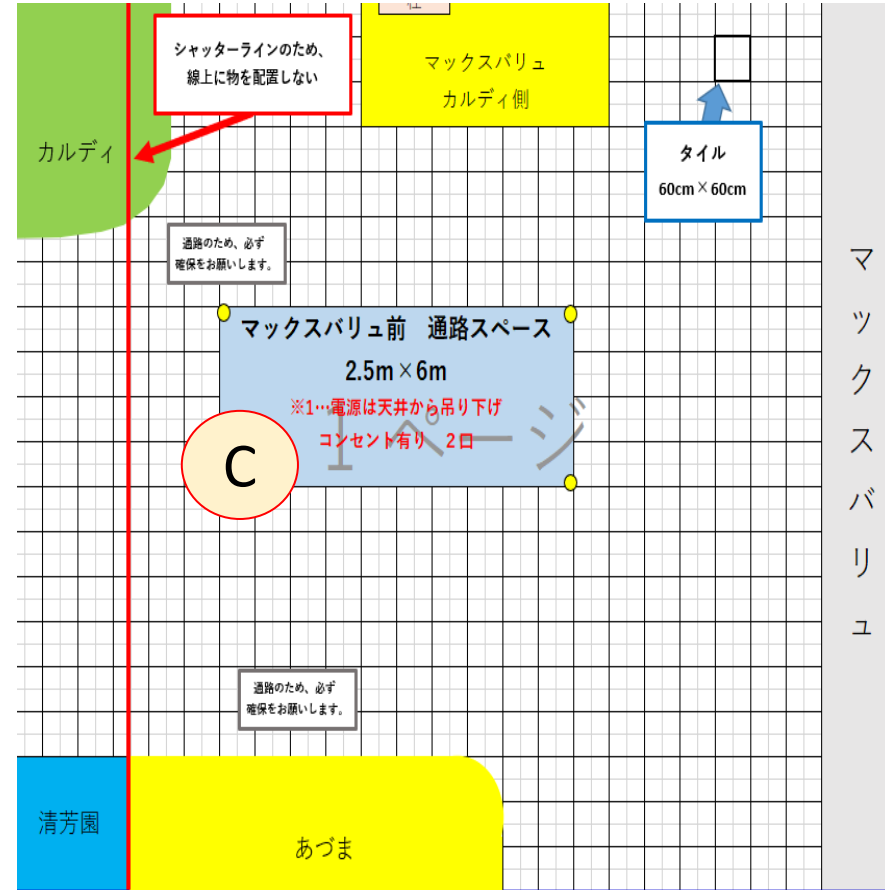 柱
シャッターラインのため、
線上に物を配置しない
マックスバリュ
カルディ側
カルディ
タイル
60cm×60cm
通路のため、必ず
確保をお願いします。
マックスバリュ
マックスバリュ前　通路スペース
2.5m×6m
※1…電源は天井から吊り下げ
コンセント有り　2口
1 ページ
C
通路のため、必ず
確保をお願いします。
清芳園
あづま